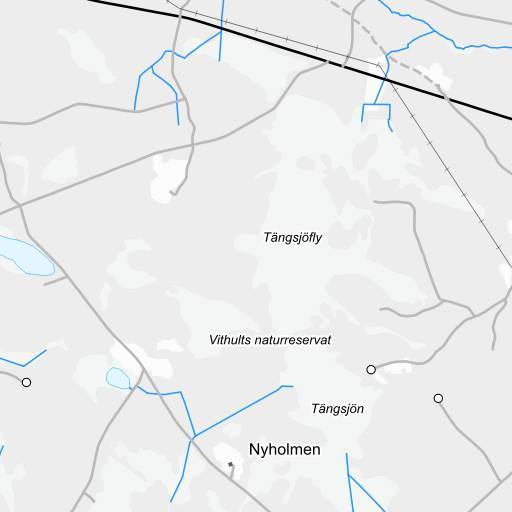 Tängsjöfly
Vithults naturreservat
Tängsjön
Nyholmen